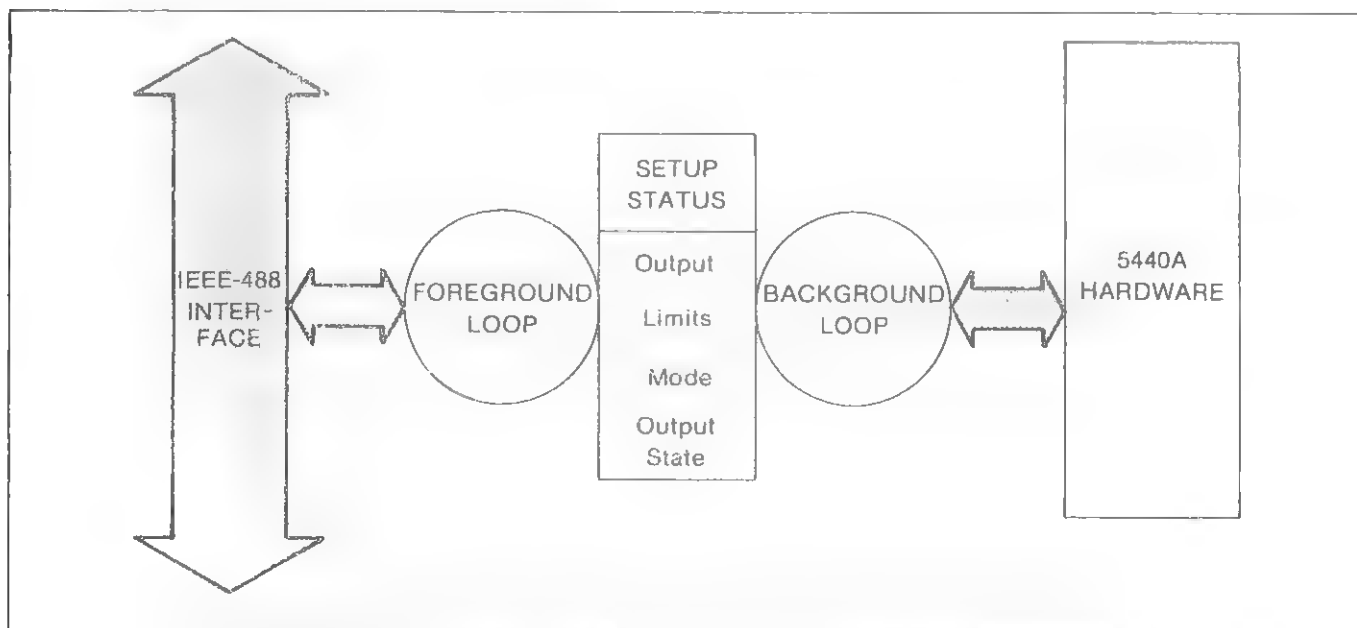 IEEE-488
INTER-
FACE
FOREGROUND
LOOP
SETUP
STATUS
Output
Limits
Mode
Output
State
BACKGROUND
LOOP
5440A
HARDWARE